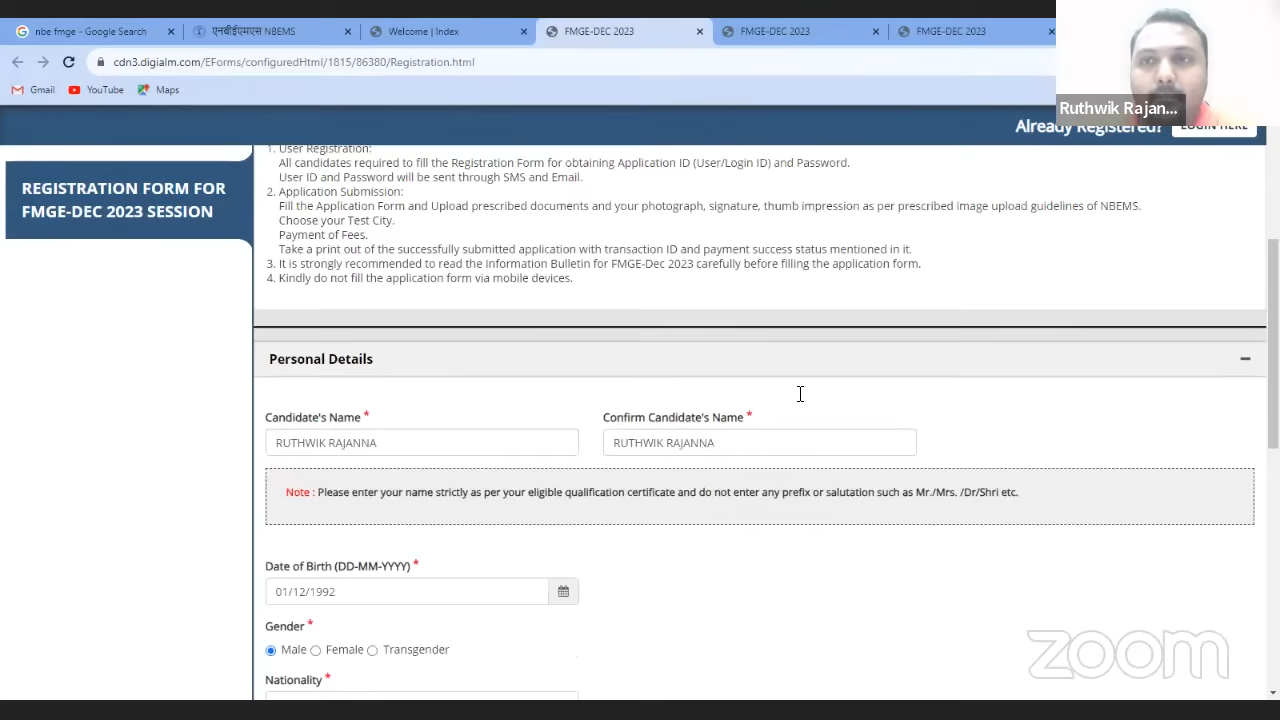 nbe fmge - Google Search
एनबीईएमएस NBEMS
Welcome | Index
FMGE-DEC 2023
FMGE-DEC 2023
FMGE-DEC 2023
cdn3.digialm.com/EForms/configuredHtml/1815/86380/Registration.html
Gmail
YouTube
Maps
Ruthwik Rajan...
Already Registered?
LOGIN HERE
REGISTRATION FORM FOR
FMGE-DEC 2023 SESSION
1. User Registration:
All candidates required to fill the Registration Form for obtaining Application ID (User/Login ID) and Password.
User ID and Password will be sent through SMS and Email.
2. Application Submission:
Fill the Application Form and Upload prescribed documents and your photograph, signature, thumb impression as per prescribed image upload guidelines of NBEMS.
Choose your Test City.
Payment of Fees.
Take a print out of the successfully submitted application with transaction ID and payment success status mentioned in it.
3. It is strongly recommended to read the Information Bulletin for FMGE-Dec 2023 carefully before filling the application form.
4. Kindly do not fill the application form via mobile devices.
Personal Details
Candidate's Name *
Confirm Candidate's Name *
RUTHWIK RAJANNA
RUTHWIK RAJANNA
Note : Please enter your name strictly as per your eligible qualification certificate and do not enter any prefix or salutation such as Mr./Mrs. /Dr/Shri etc.
Date of Birth (DD-MM-YYYY) *
01/12/1992
Gender *
Male Female Transgender
Nationality *
zoom